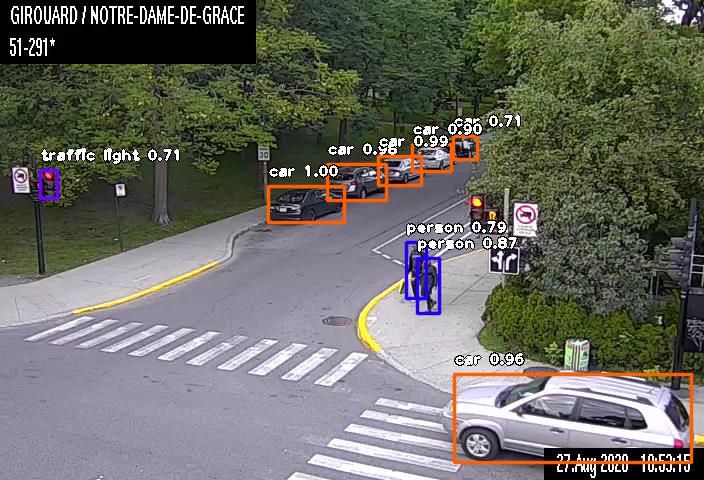 GIROUARD / NOTRE-DAME-DE-GRACE
51-291*
car 0.71
car 0.90
car 0.99
car 0.96
car 1.00
traffic light 0.71
30
person 0.79
person 0.87
car 0.96
27 Aug 2020 10:53:15